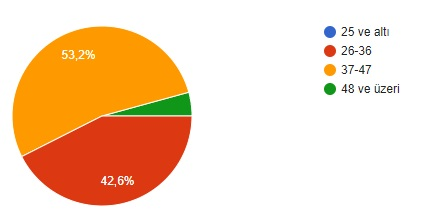 53,2%
42,6%
25 ve altı
26-36
37-47
48 ve üzeri